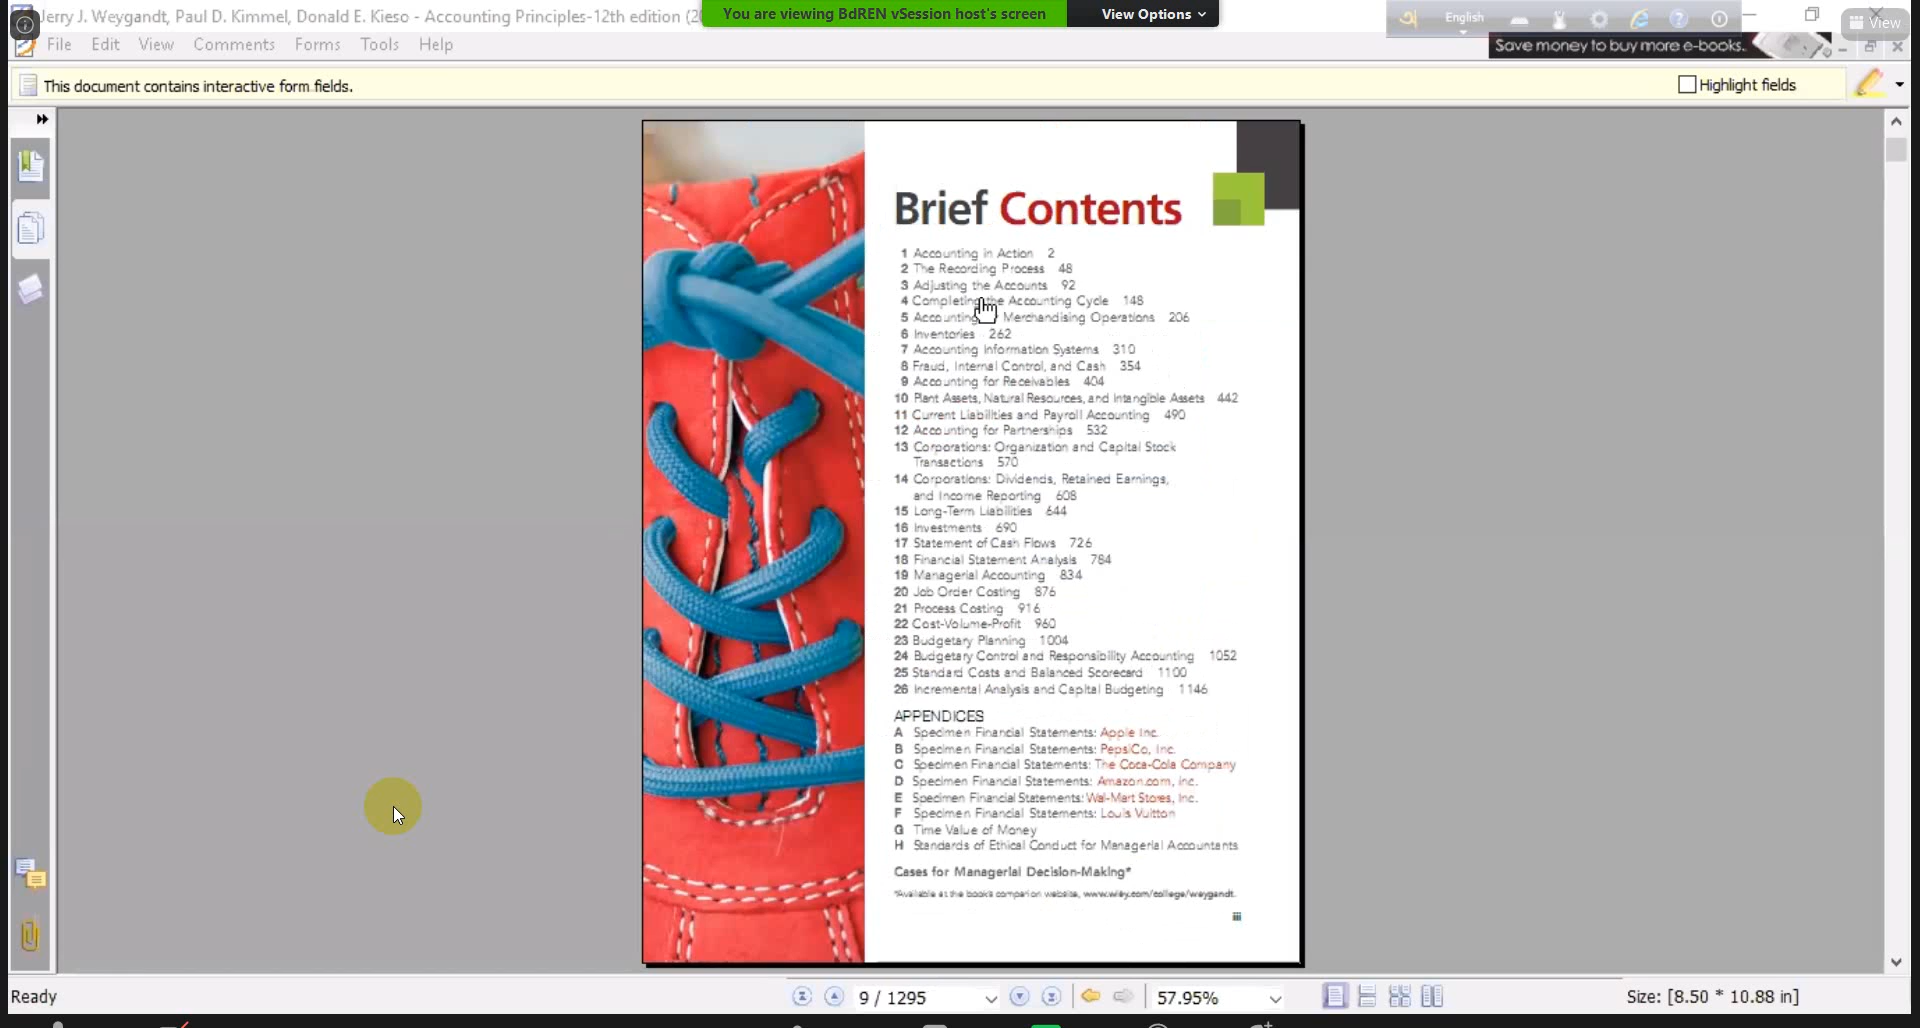 Jerry J. Weygandt, Paul D. Kimmel, Donald E. Kieso - Accounting Principles-12th edition (2
You are viewing BdREN vSession host's screen
View Options
English
View
File Edit View Comments Forms Tools Help
Save money to buy more e-books.
This document contains interactive form fields.
Highlight fields
Brief Contents
1 Accounting in Action 2
2 The Recording Process 48
3 Adjusting the Accounts 92
4 Completing the Accounting Cycle 148
5 Accounting Merchandising Operations 206
6 Inventories 262
7 Accounting Information Systems 310
8 Fraud, Internal Control, and Cash 354
9 Accounting for Receivables 404
10 Plant Assets, Natural Resources, and Intangible Assets 442
11 Current Liabilities and Payroll Accounting 490
12 Accounting for Partnerships 532
13 Corporations: Organization and Capital Stock
Transactions 570
14 Corporations: Dividends, Retained Earnings,
and Income Reporting 608
15 Long-Term Liabilities 644
16 Investments 690
17 Statement of Cash Flows 726
18 Financial Statement Analysis 784
19 Managerial Accounting 834
20 Job Order Costing 876
21 Process Costing 916
22 Cost-Volume-Profit 960
23 Budgetary Planning 1004
24 Budgetary Control and Responsibility Accounting 1052
25 Standard Costs and Balanced Scorecard 1100
26 Incremental Analysis and Capital Budgeting 1146
APPENDICES
A Specimen Financial Statements: Apple Inc.
B Specimen Financial Statements: PepsiCo, Inc.
C Specimen Financial Statements: The Coca-Cola Company
D Specimen Financial Statements: Amazon.com, Inc.
E Specimen Financial Statements: Wal-Mart Stores, Inc.
F Specimen Financial Statements: Louis Vuitton
G Time Value of Money
H Standards of Ethical Conduct for Managerial Accountants
Cases for Managerial Decision-Making*
*Available at the book's companion website, www.wiley.com/college/weygandt.
iii
Ready
9 / 1295
57.95%
Size: [8.50 * 10.88 in]